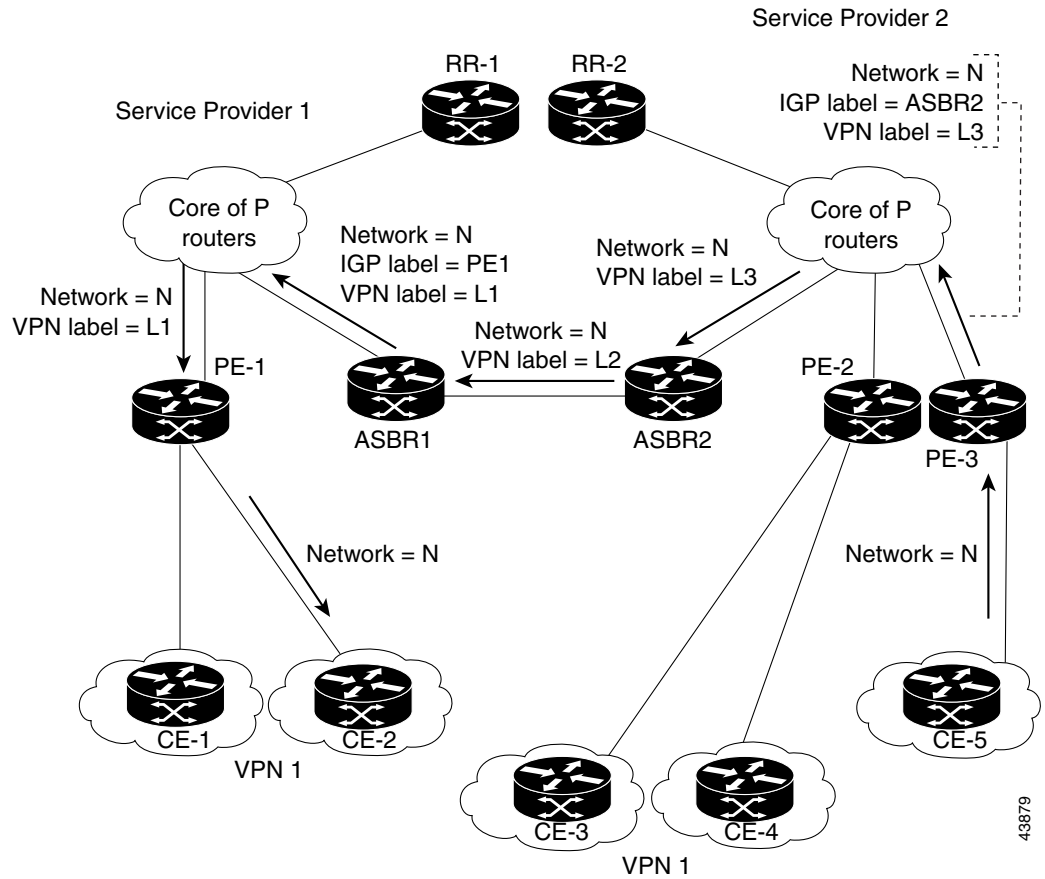 Service Provider 2
RR-1
RR-2
Network = N
IGP label = ASBR2
VPN label = L3
Service Provider 1
Core of P
routers
Core of P
routers
Network = N
IGP label = PE1
VPN label = L1
Network = N
VPN label = L3
Network = N
VPN label = L1
Network = N
VPN label = L2
PE-1
PE-2
ASBR1
ASBR2
PE-3
Network = N
Network = N
CE-1
CE-2
CE-5
VPN 1
CE-3
CE-4
VPN 1
43879